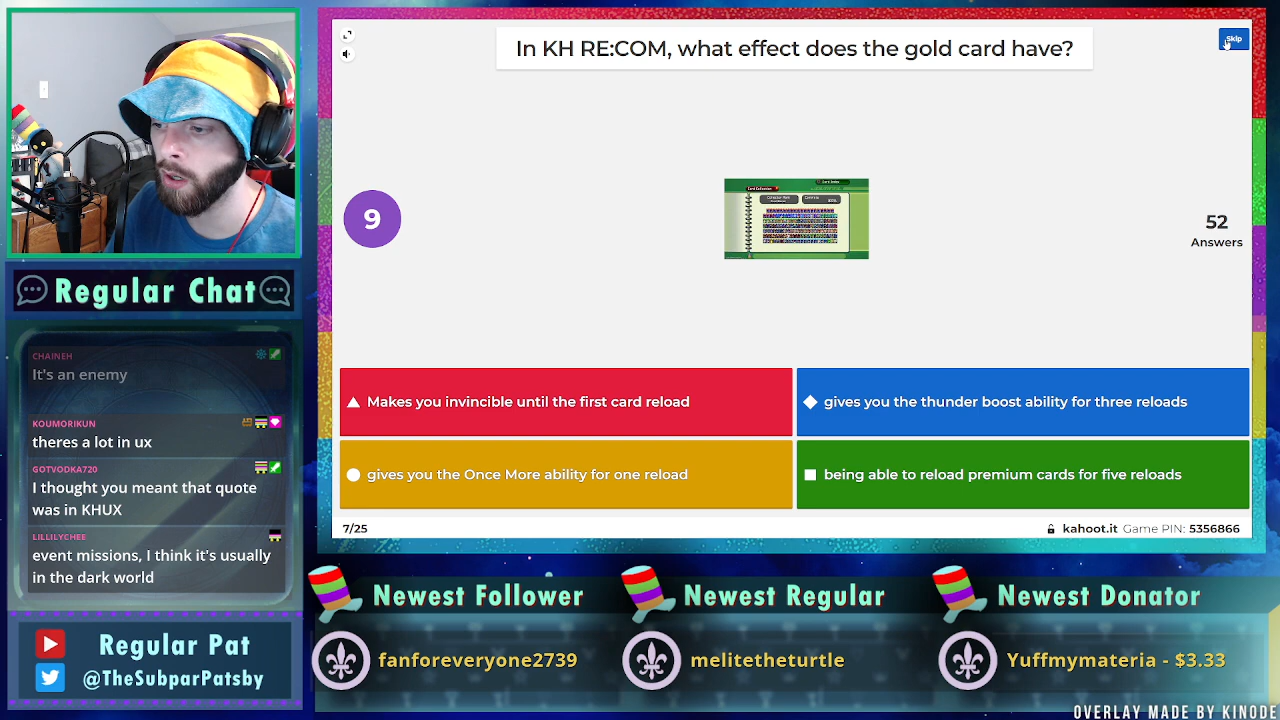 In KH RE:COM, what effect does the gold card have?
Skip
9
Card Collection
52
Answers
Makes you invincible until the first card reload
gives you the thunder boost ability for three reloads
gives you the Once More ability for one reload
being able to reload premium cards for five reloads
7/25
kahoot.it Game PIN: 5356866
Regular Chat
CHAINEH
It's an enemy
KOUMORIKUN
theres a lot in ux
GOTVODKA720
I thought you meant that quote
was in KHUX
LILLILYCHEE
event missions, I think it's usually
in the dark world
Regular Pat
@TheSubparPatsby
Newest Follower
fanforeveryone2739
Newest Regular
melitetheturtle
Newest Donator
Yuffmymateria - $3.33
OVERLAY MADE BY KINODE